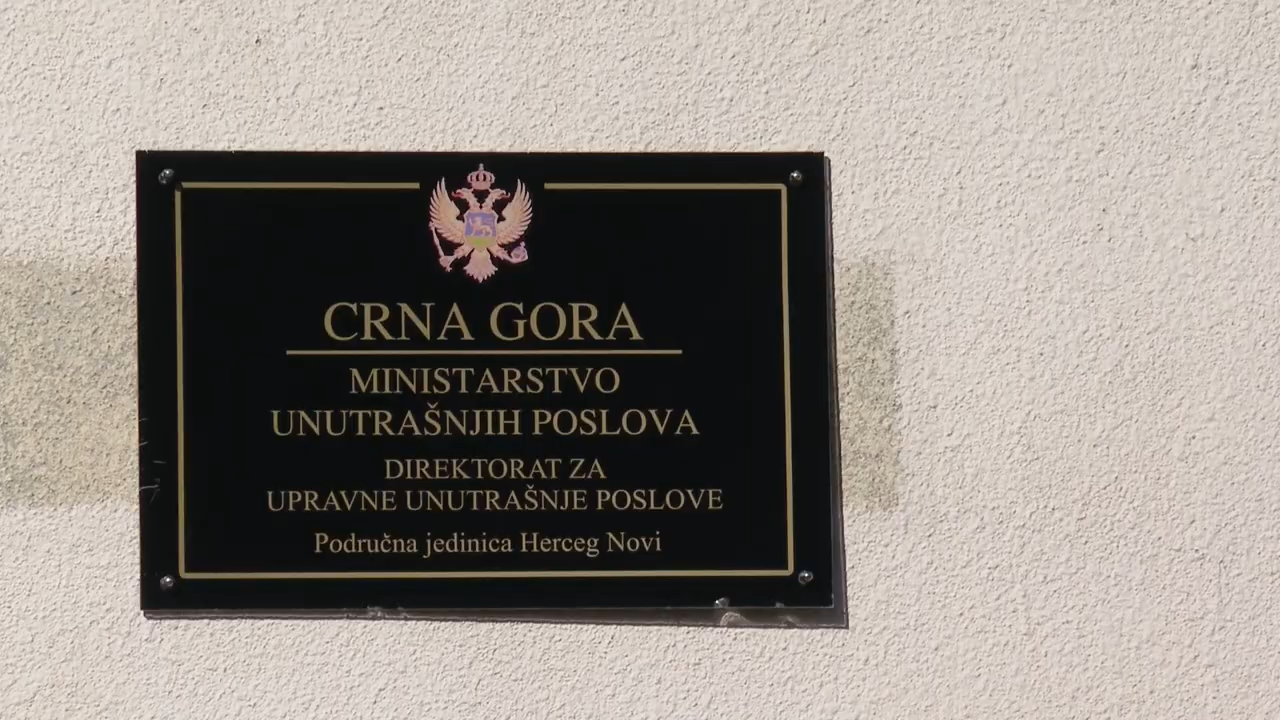 CRNA GORA
MINISTARSTVO
UNUTRAŠNJIH POSLOVA
DIREKTORAT ZA
UPRAVNE UNUTRAŠNJE POSLOVE
Područna jedinica Herceg Novi